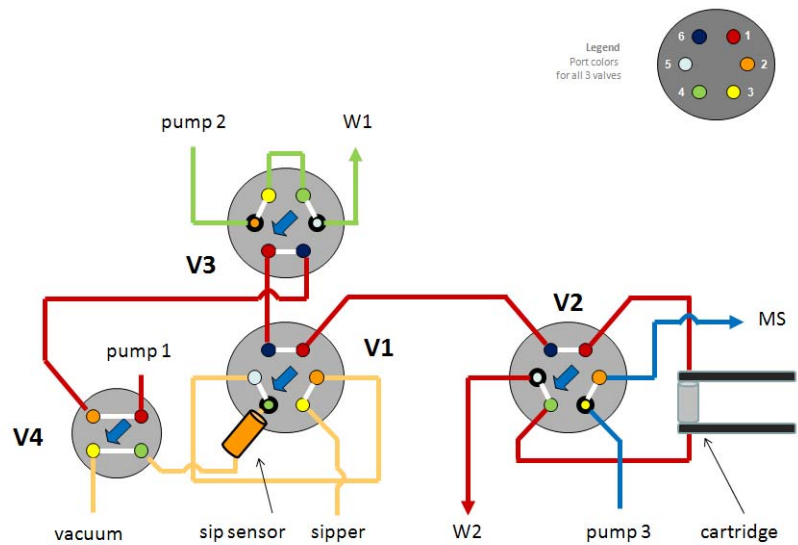 Legend
Port colors
for all 3 valves
6 1
5 2
4 3
pump 2 W1
V3
V2
MS
pump 1
V1
V4
vacuum sip sensor sipper W2 pump 3 cartridge